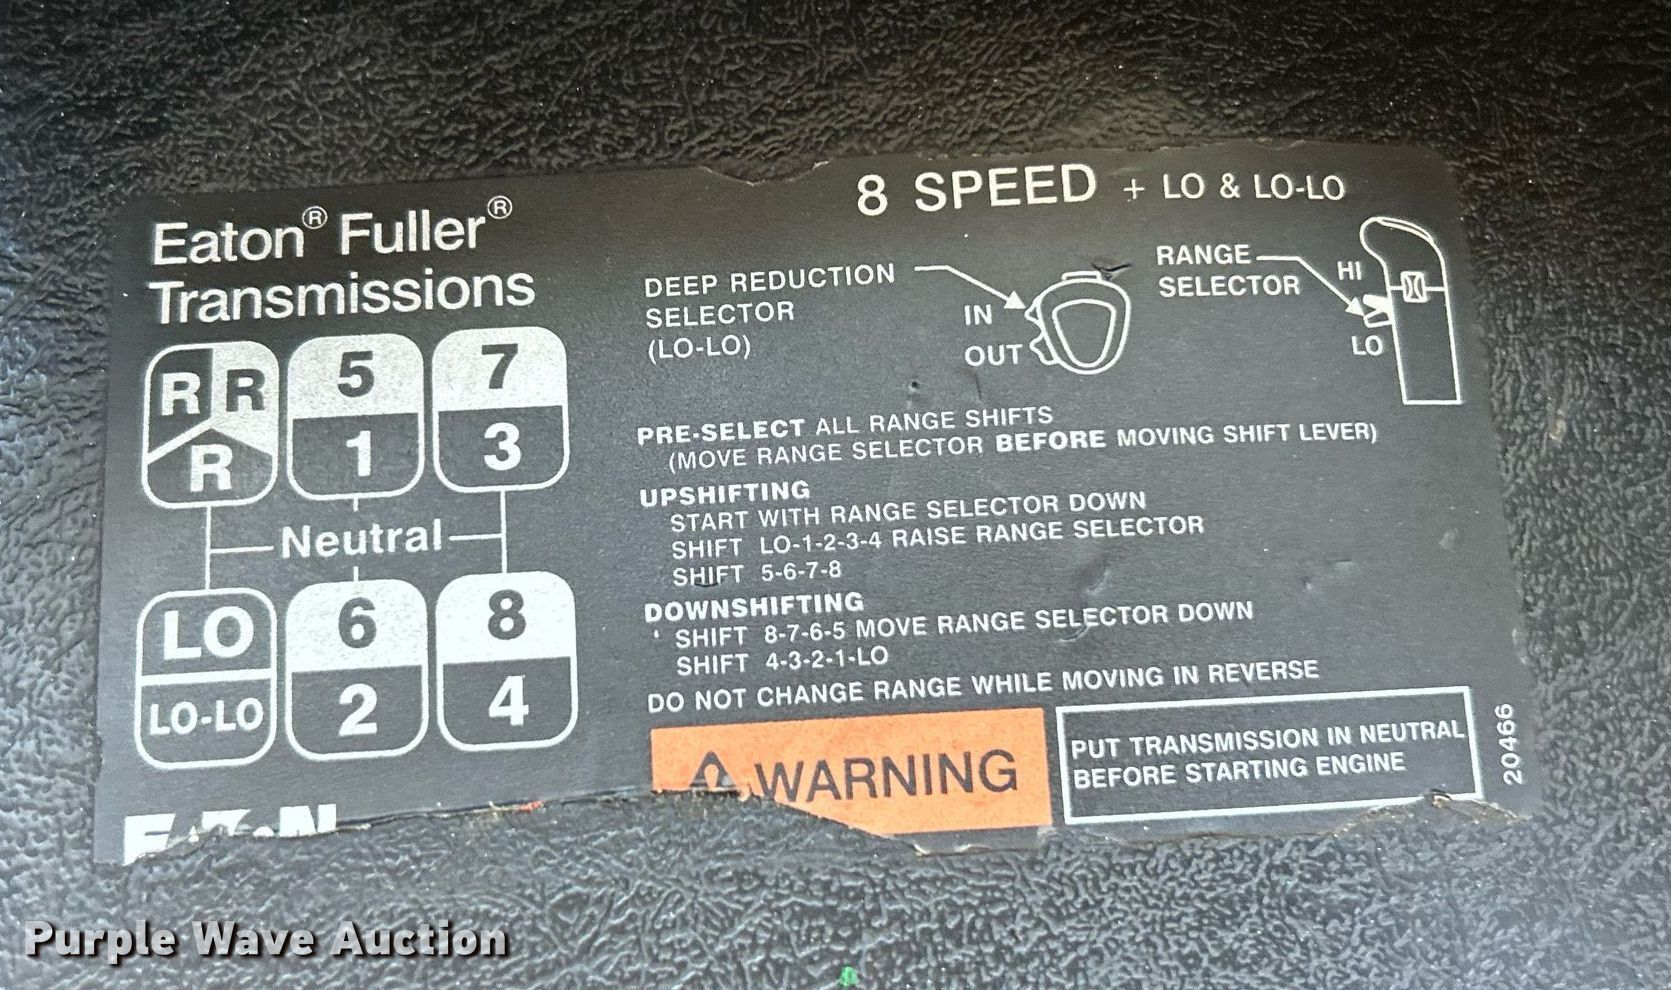 Eaton® Fuller®
Transmissions
R R
R
5
1
7
3
Neutral
LO
LO-LO
6
2
8
4
EATON
8 SPEED + LO & LO-LO
DEEP REDUCTION
SELECTOR
(LO-LO)
IN
OUT
RANGE
SELECTOR
HI
LO
PRE-SELECT ALL RANGE SHIFTS
(MOVE RANGE SELECTOR BEFORE MOVING SHIFT LEVER)
UPSHIFTING
START WITH RANGE SELECTOR DOWN
SHIFT LO-1-2-3-4 RAISE RANGE SELECTOR
SHIFT 5-6-7-8
DOWNSHIFTING
SHIFT 8-7-6-5 MOVE RANGE SELECTOR DOWN
SHIFT 4-3-2-1-LO
DO NOT CHANGE RANGE WHILE MOVING IN REVERSE
WARNING
PUT TRANSMISSION IN NEUTRAL
BEFORE STARTING ENGINE
20466
Purple Wave Auction